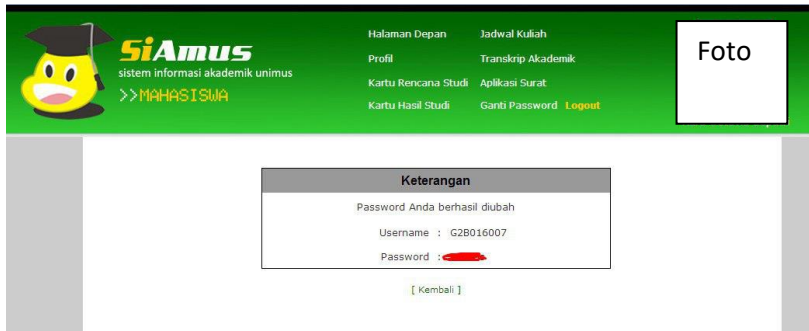 SiAmus
sistem informasi akademik unimus
>>MAHASISWA
Halaman Depan
Profil
Kartu Rencana Studi
Kartu Hasil Studi
Jadwal Kuliah
Transkrip Akademik
Aplikasi Surat
Ganti Password Logout
Foto
Keterangan
Password Anda berhasil diubah
Username : G2B016007
Password :
[ Kembali ]